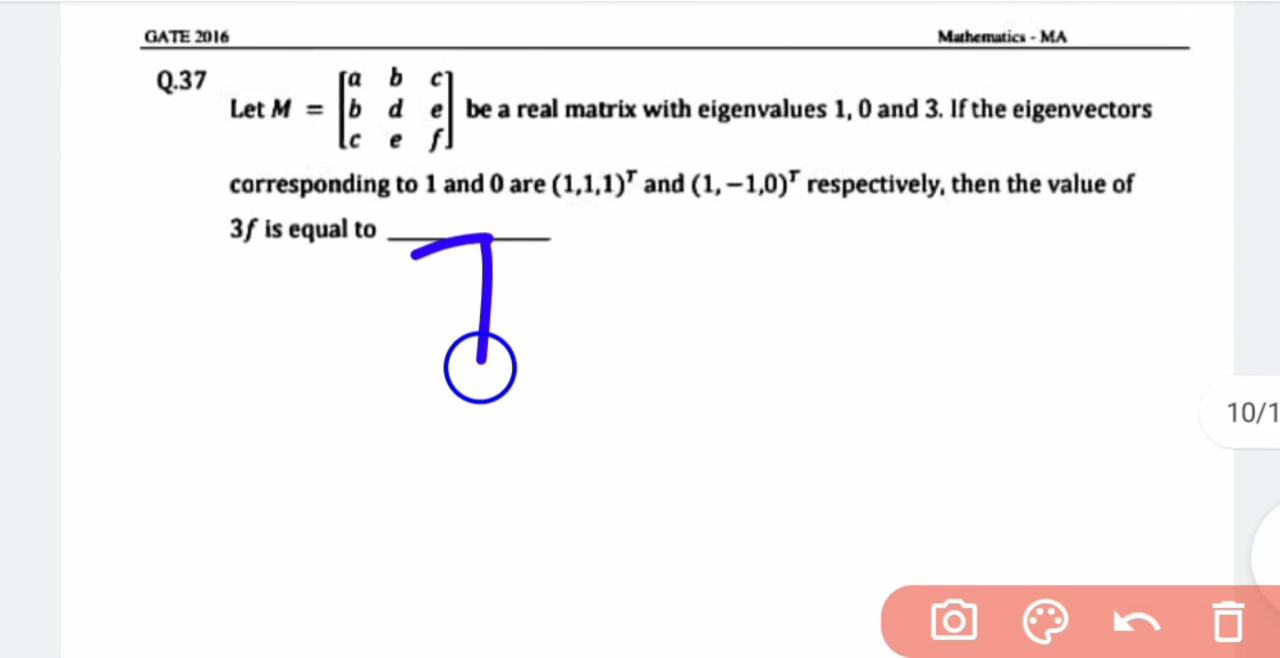 GATE 2016 Mathematics - MA
Q.37
Let M = [a b c
b d e
c e f] be a real matrix with eigenvalues 1, 0 and 3. If the eigenvectors
corresponding to 1 and 0 are (1,1,1)ᵀ and (1, −1,0)ᵀ respectively, then the value of
3f is equal to ____________
10/1